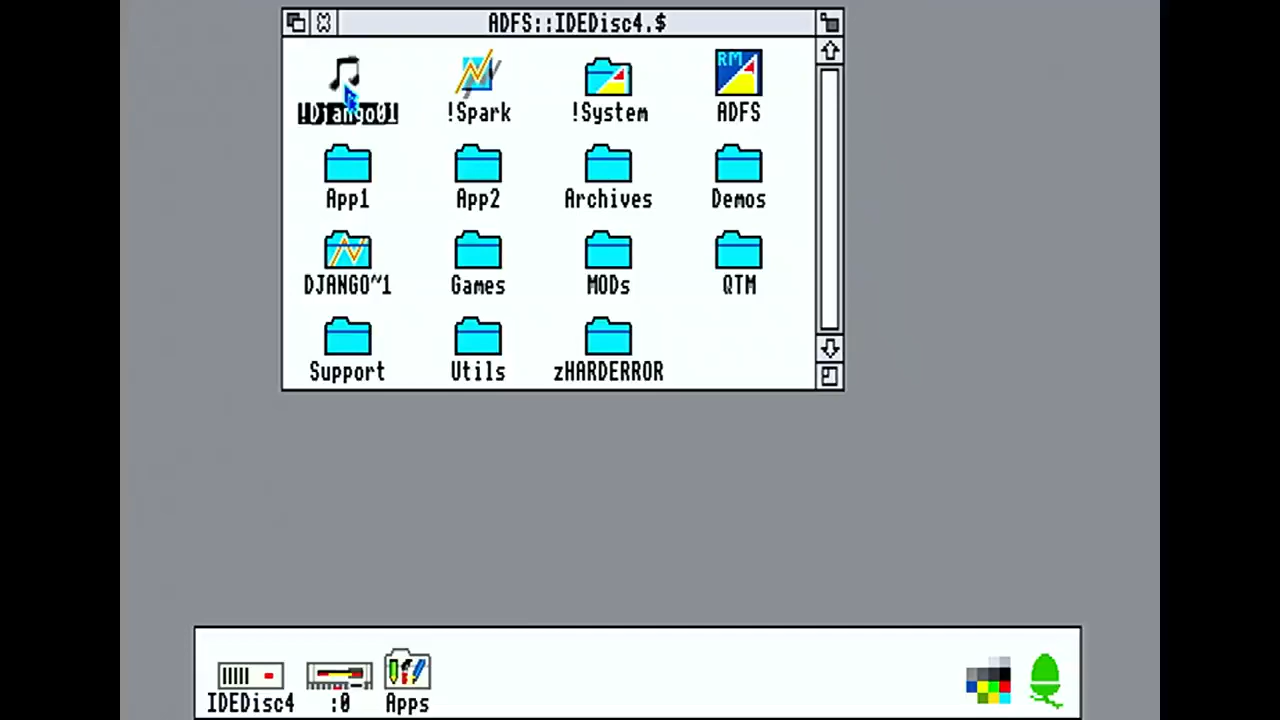 ADFS::IDEDisc4.$
!Django01 !Spark !System ADFS
RM
App1 App2 Archives Demos
DJANGO~1 Games MODs QTM
Support Utils zHARDERROR
IDEDisc4 :0 Apps